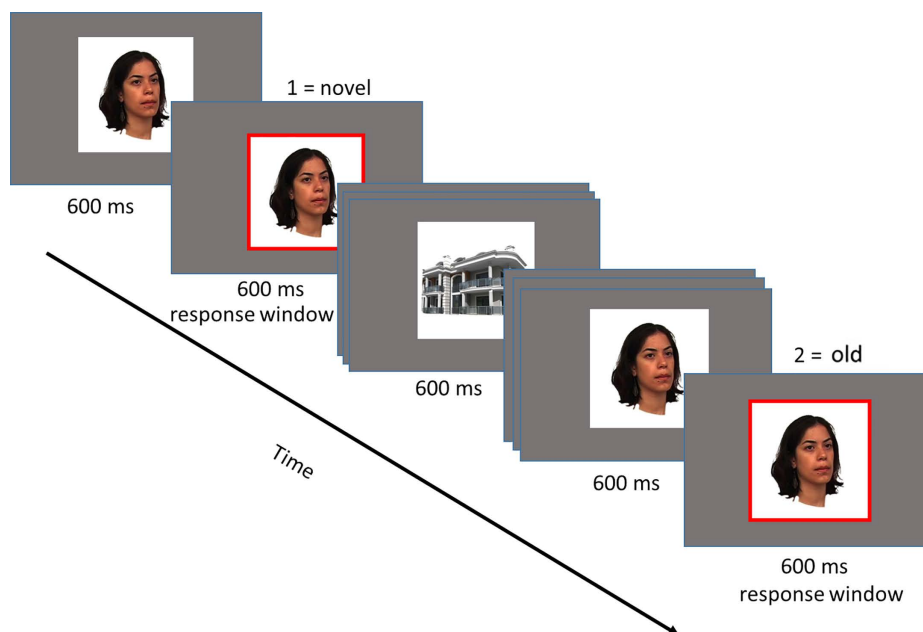 1 = novel
600 ms
600 ms
response window
600 ms
2 = old
600 ms
Time
600 ms
response window